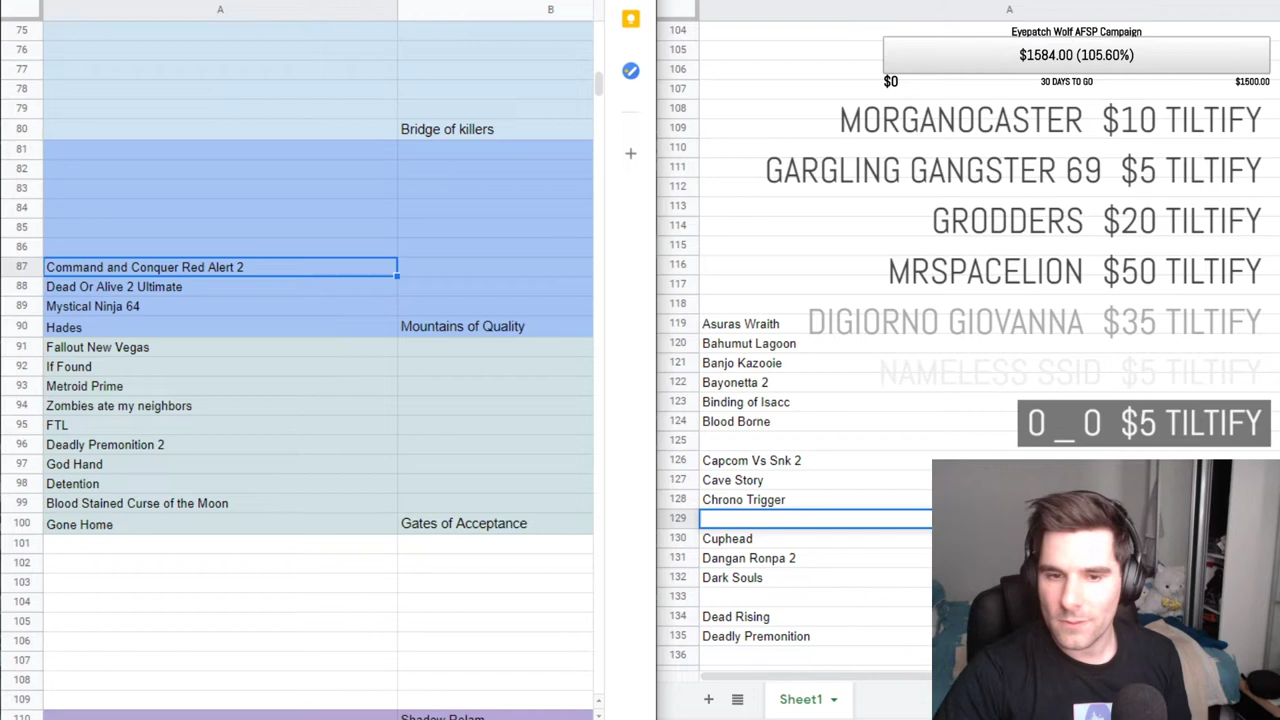 A
B
75
76
77
78
79
80 Bridge of killers
81
82
83
84
85
86
87 Command and Conquer Red Alert 2
88 Dead Or Alive 2 Ultimate
89 Mystical Ninja 64
90 Hades Mountains of Quality
91 Fallout New Vegas
92 If Found
93 Metroid Prime
94 Zombies ate my neighbors
95 FTL
96 Deadly Premonition 2
97 God Hand
98 Detention
99 Blood Stained Curse of the Moon
100 Gone Home Gates of Acceptance
101
102
103
104
105
106
107
108
109
110 Shadow Relam
A
104
105
106
107
108
109
110
111
112
113
114
115
116
117
118
119 Asuras Wraith
120 Bahumut Lagoon
121 Banjo Kazooie
122 Bayonetta 2
123 Binding of Isacc
124 Blood Borne
125
126 Capcom Vs Snk 2
127 Cave Story
128 Chrono Trigger
129
130 Cuphead
131 Dangan Ronpa 2
132 Dark Souls
133
134 Dead Rising
135 Deadly Premonition
136
Sheet1
Eyepatch Wolf AFSP Campaign
$1584.00 (105.60%)
$0 30 DAYS TO GO $1500.00
MORGANOCASTER $10 TILTIFY
GARGLING GANGSTER 69 $5 TILTIFY
GRODDERS $20 TILTIFY
MRSPACELION $50 TILTIFY
DIGIORNO GIOVANNA $35 TILTIFY
NAMELESS SSID $5 TILTIFY
0 _ 0 $5 TILTIFY